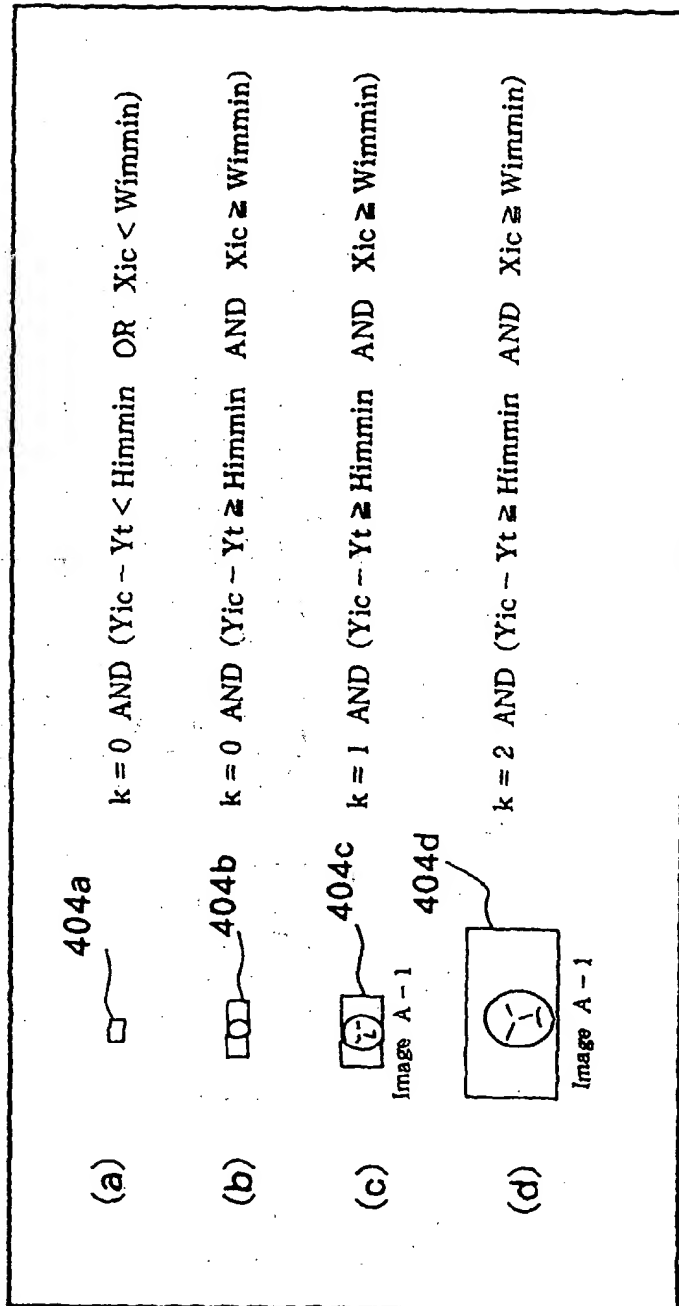 (a) 404a k = 0 AND (Yic - Yt < Himmin OR Xic < Wimmin)
(b) 404b k = 0 AND (Yic - Yt ≧ Himmin AND Xic ≧ Wimmin)
(c) 404c k = 1 AND (Yic - Yt ≧ Himmin AND Xic ≧ Wimmin)
Image A - 1
(d) 404d k = 2 AND (Yic - Yt ≧ Himmin AND Xic ≧ Wimmin)
Image A - 1